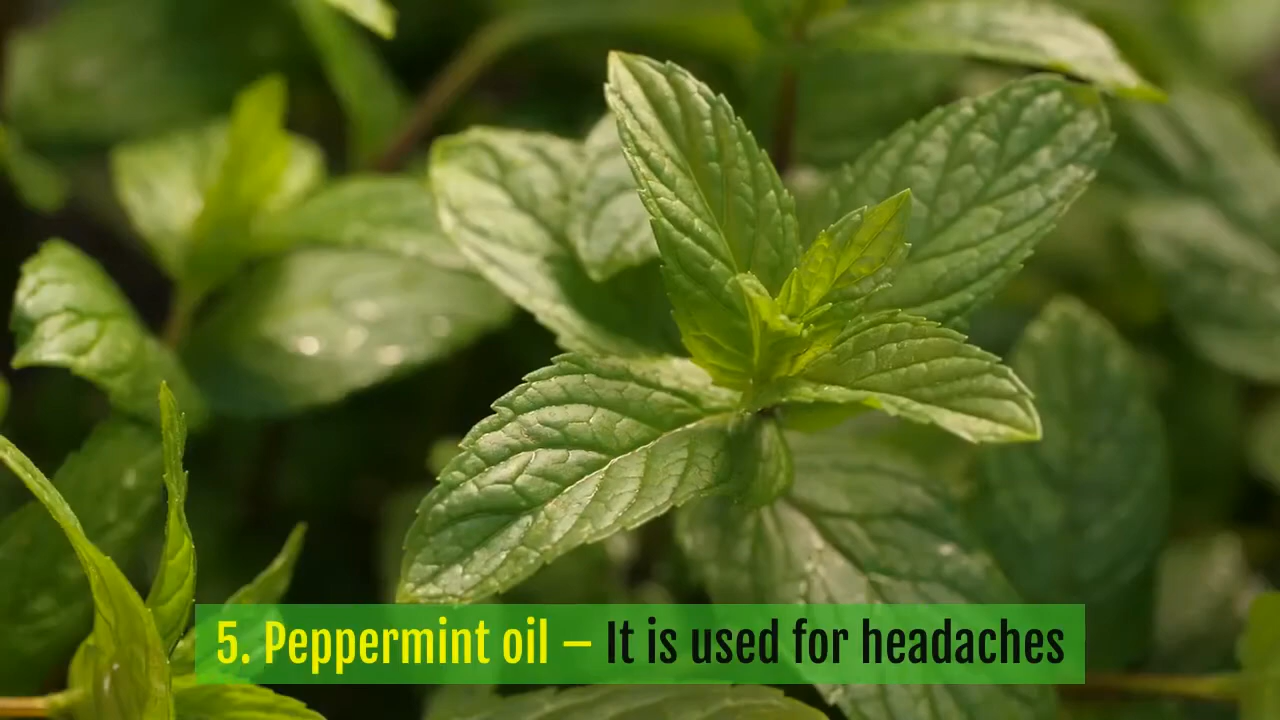 5. Peppermint oil – It is used for headaches